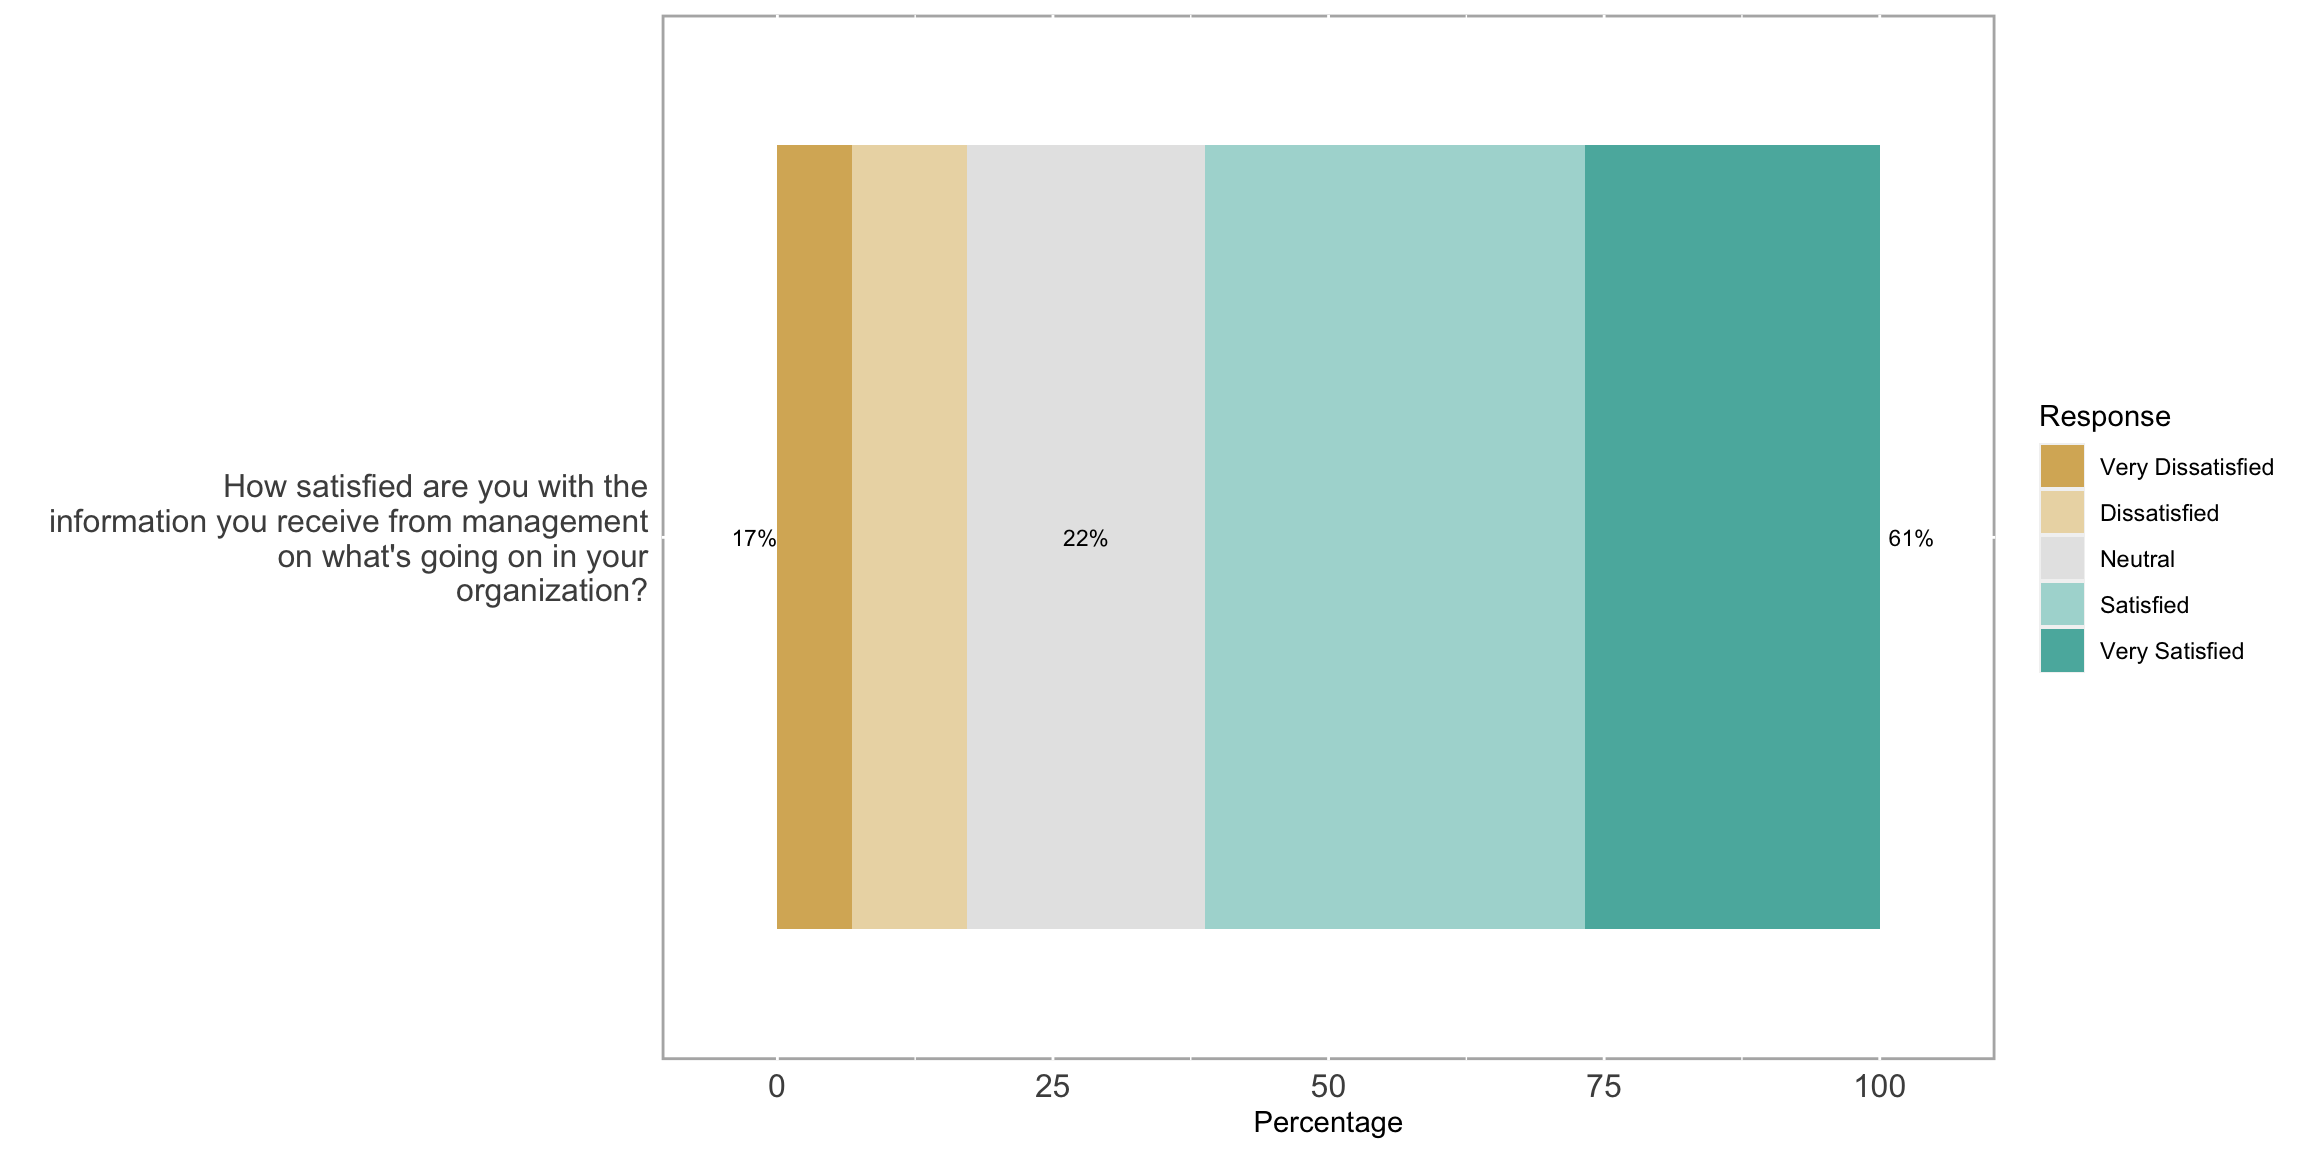 How satisfied are you with the
information you receive from management
on what's going on in your
organization?
17%
22%
61%
0
25
50
75
100
Percentage
Response
Very Dissatisfied
Dissatisfied
Neutral
Satisfied
Very Satisfied